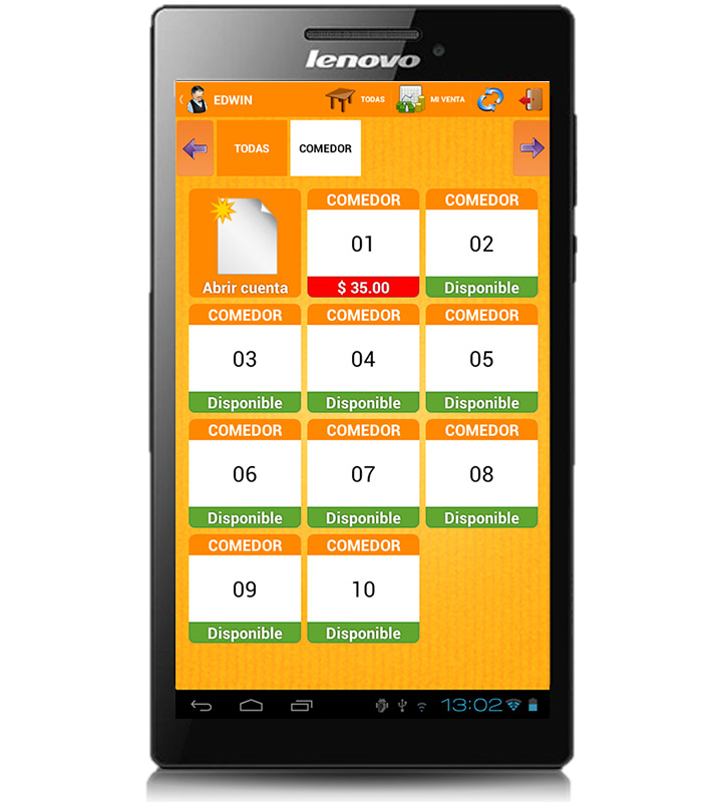 lenovo
EDWIN
TODAS
MI VENTA
TODAS
COMEDOR
Abrir cuenta
COMEDOR
01
$ 35.00
COMEDOR
02
Disponible
COMEDOR
03
Disponible
COMEDOR
04
Disponible
COMEDOR
05
Disponible
COMEDOR
06
Disponible
COMEDOR
07
Disponible
COMEDOR
08
Disponible
COMEDOR
09
Disponible
COMEDOR
10
Disponible
13:02